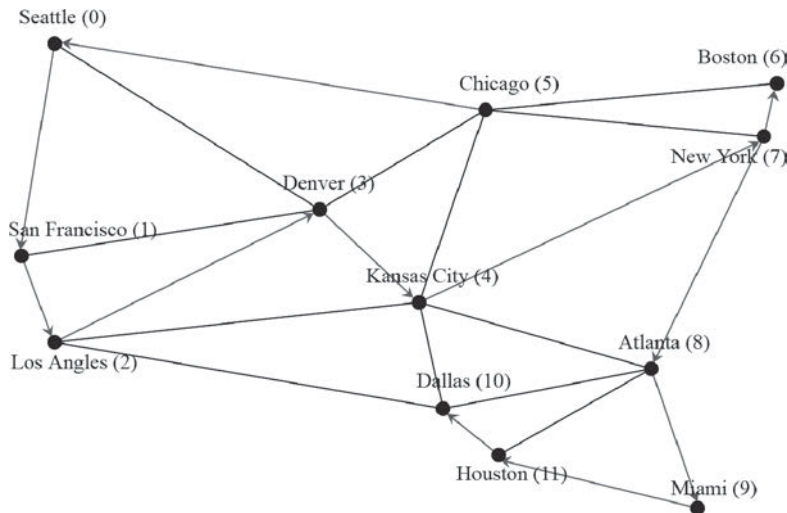 Seattle (0)
Boston (6)
Chicago (5)
New York (7)
Denver (3)
San Francisco (1)
Kansas City (4)
Atlanta (8)
Los Angles (2)
Dallas (10)
Houston (11)
Miami (9)